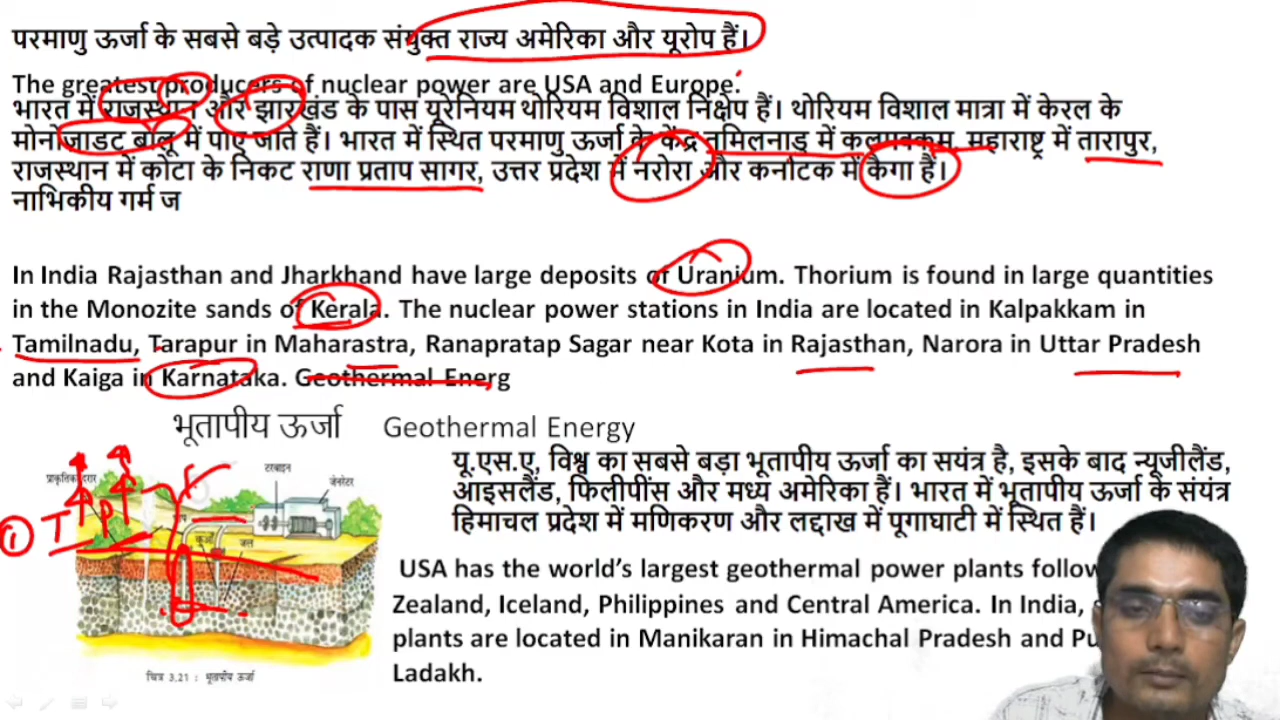 परमाणु ऊर्जा के सबसे बड़े उत्पादक संयुक्त राज्य अमेरिका और यूरोप हैं।
The greatest producers of nuclear power are USA and Europe.
भारत में राजस्थान और झारखंड के पास यूरेनियम थोरियम विशाल निक्षेप हैं। थोरियम विशाल मात्रा में केरल के
मोनोजाडट बालू में पाए जाते हैं। भारत में स्थित परमाणु ऊर्जा के केंद्र तमिलनाडु में कलपक्कम, महाराष्ट्र में तारापुर,
राजस्थान में कोटा के निकट राणा प्रताप सागर, उत्तर प्रदेश में नरोरा और कर्नाटक में कैगा हैं।
नाभिकीय गर्म ज
In India Rajasthan and Jharkhand have large deposits of Uranium. Thorium is found in large quantities
in the Monozite sands of Kerala. The nuclear power stations in India are located in Kalpakkam in
Tamilnadu, Tarapur in Maharastra, Ranapratap Sagar near Kota in Rajasthan, Narora in Uttar Pradesh
and Kaiga in Karnataka. Geothermal Energ
भूतापीय ऊर्जा Geothermal Energy
यू.एस.ए, विश्व का सबसे बड़ा भूतापीय ऊर्जा का सयंत्र है, इसके बाद न्यूजीलैंड,
आइसलैंड, फिलीपींस और मध्य अमेरिका हैं। भारत में भूतापीय ऊर्जा के संयंत्र
हिमाचल प्रदेश में मणिकरण और लद्दाख में पूगाघाटी में स्थित हैं।
USA has the world's largest geothermal power plants follow
Zealand, Iceland, Philippines and Central America. In India,
plants are located in Manikaran in Himachal Pradesh and Pu
Ladakh.
प्राकृतिक दरार
टरबाइन
जेनरेटर
कुआँ
जल
1 T P
चित्र 3.21 : भूतापीय ऊर्जा